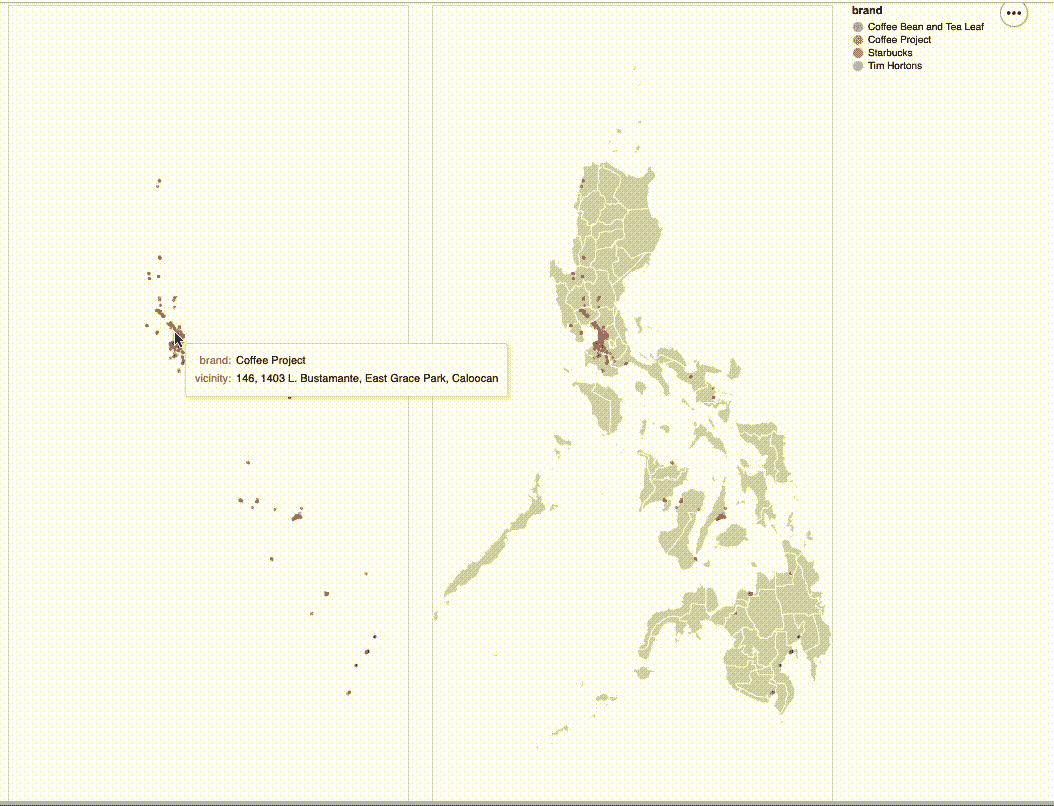 brand
Coffee Bean and Tea Leaf
Coffee Project
Starbucks
Tim Hortons
brand: Coffee Project
vicinity: 146, 1403 L. Bustamante, East Grace Park, Caloocan